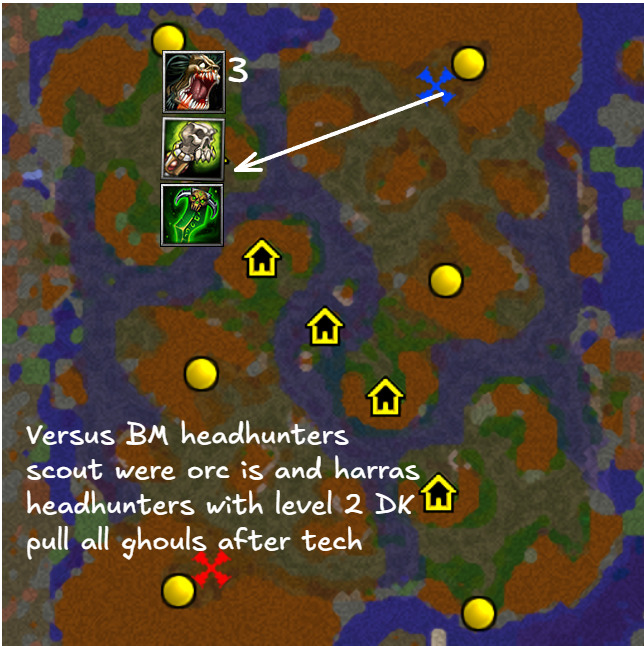 3
Versus BM headhunters
scout were orc is and harras
headhunters with level 2 DK
pull all ghouls after tech